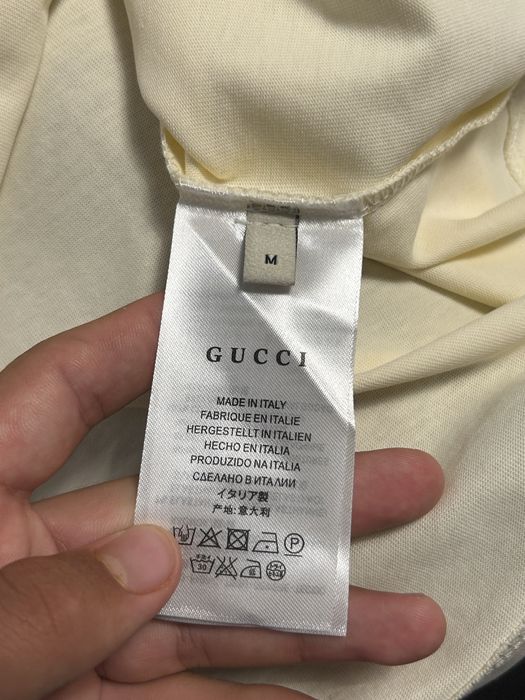 M
GUCCI
MADE IN ITALY
FABRIQUE EN ITALIE
HERGESTELLT IN ITALIEN
HECHO EN ITALIA
PRODUZIDO NA ITALIA
СДЕЛАНО В ИТАЛИИ
イタリア製
产地:意大利
P
30